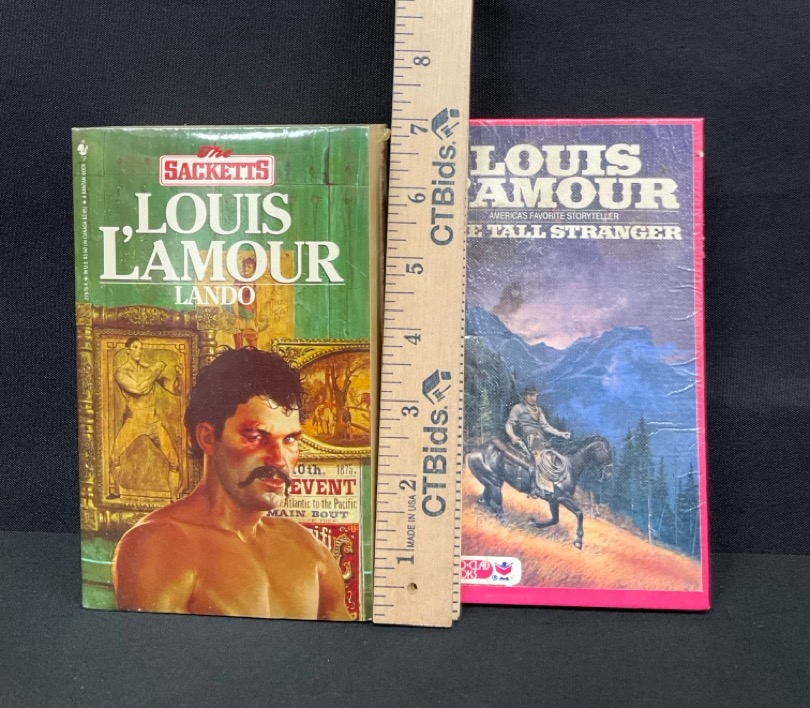 The
SACKETTS
LOUIS
L'AMOUR
LANDO
10th, 1875.
EVENT
Atlantic to the Pacific
MAIN BOUT
8
7
6
5
4
3
2
1
CTBids.
CTBids.
MADE IN USA
LOUIS
AMOUR
AMERICA'S FAVORITE STORYTELLER
E TALL STRANGER